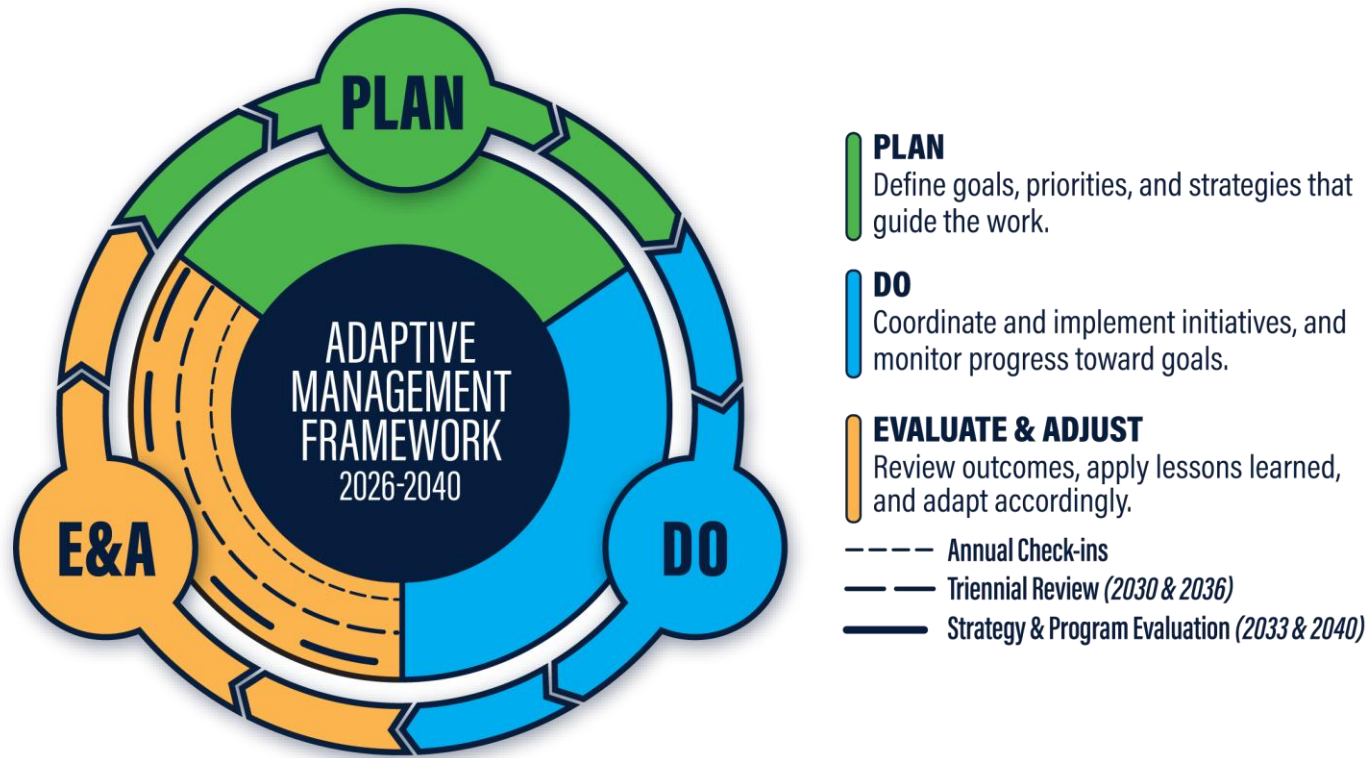 PLAN
ADAPTIVE
MANAGEMENT
FRAMEWORK
2026-2040
E&A
DO
PLAN
Define goals, priorities, and strategies that
guide the work.
DO
Coordinate and implement initiatives, and
monitor progress toward goals.
EVALUATE & ADJUST
Review outcomes, apply lessons learned,
and adapt accordingly.
Annual Check-ins
Triennial Review (2030 & 2036)
Strategy & Program Evaluation (2033 & 2040)